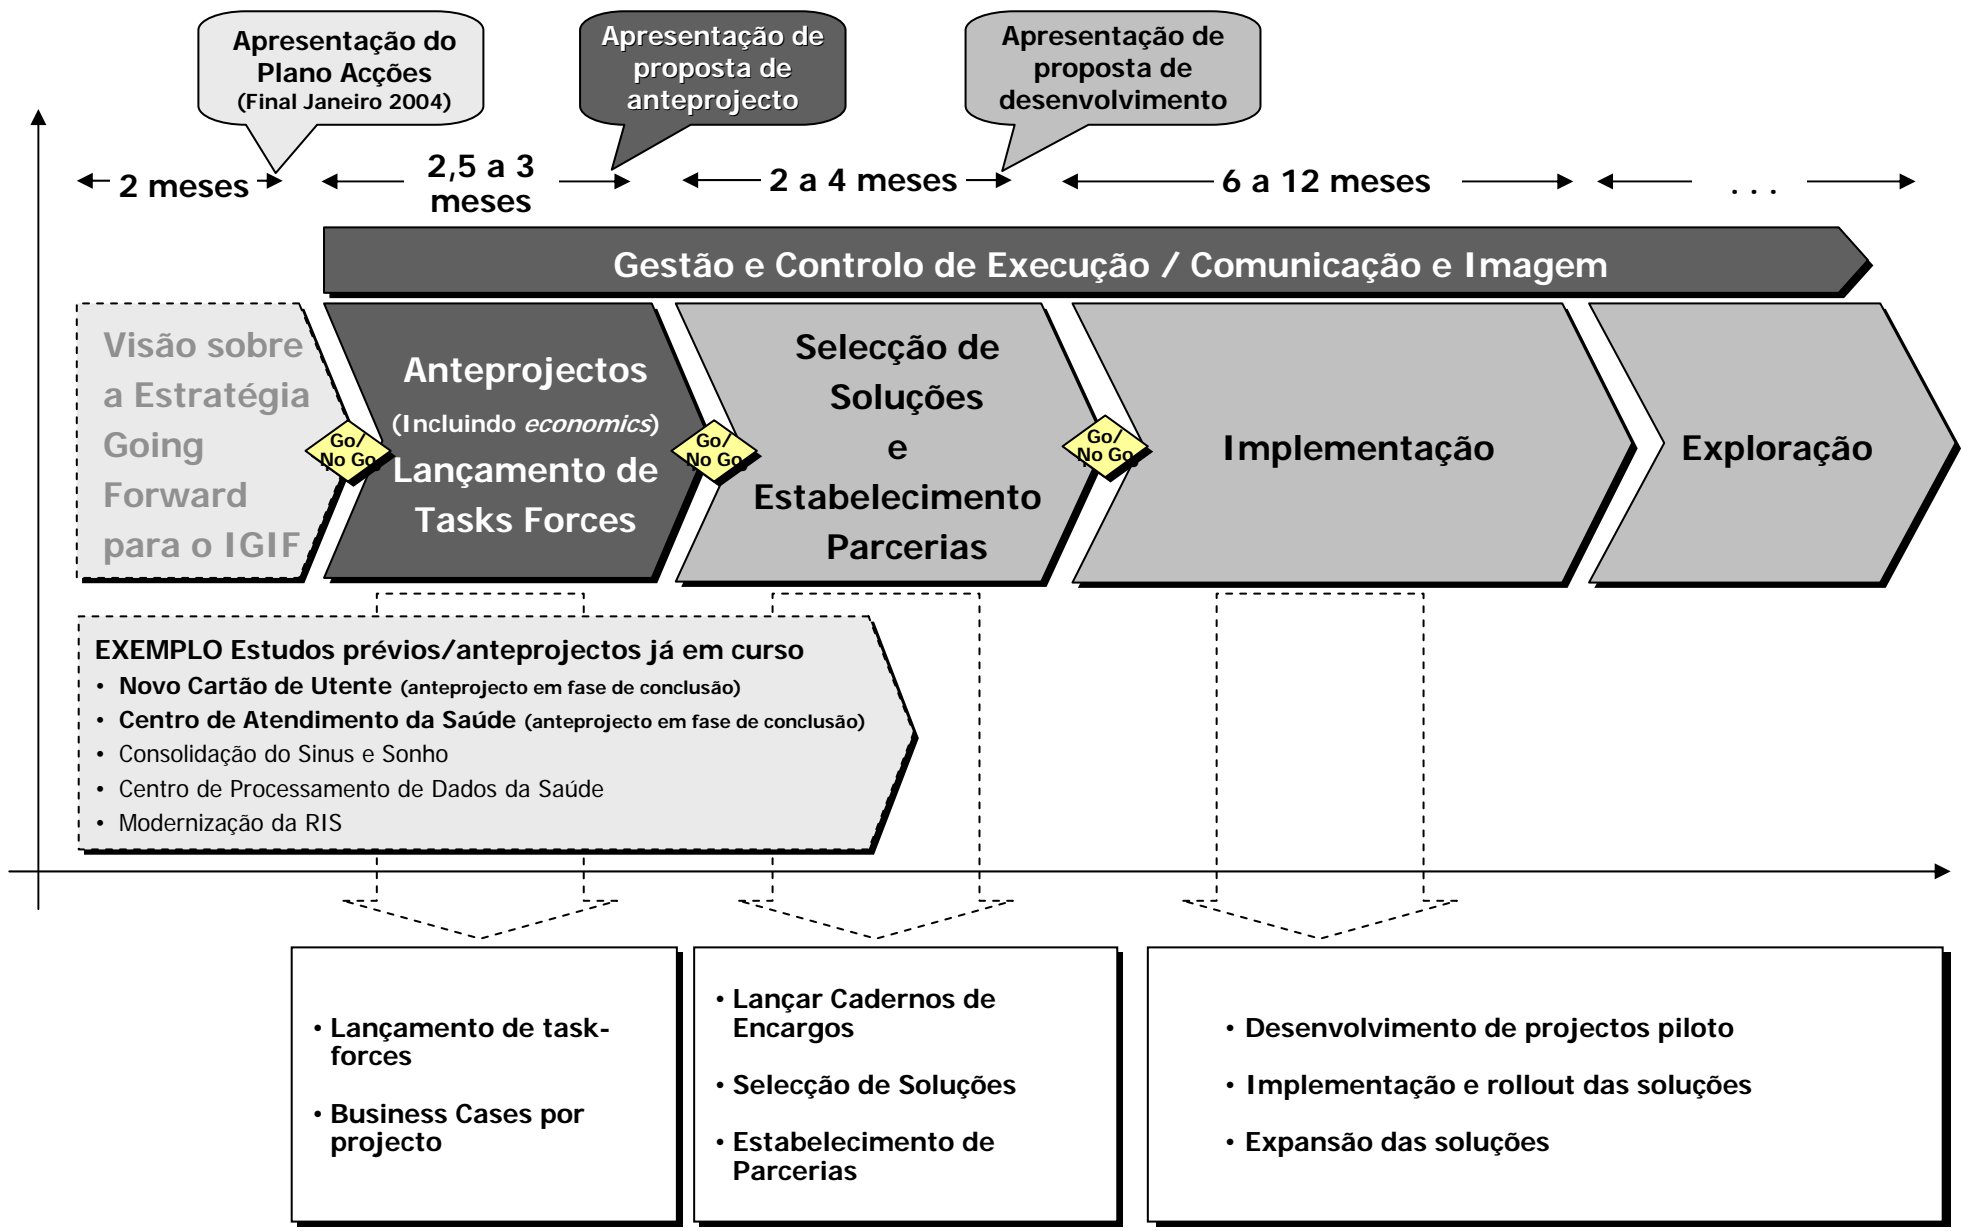 Apresentação do
Plano Acções
(Final Janeiro 2004)
Apresentação de
proposta de
anteprojecto
Apresentação de
proposta de
desenvolvimento
2 meses
2,5 a 3
meses
2 a 4 meses
6 a 12 meses
. . .
Gestão e Controlo de Execução / Comunicação e Imagem
Visão sobre
a Estratégia
Going
Forward
para o IGIF
Go/
No Go
Anteprojectos
(Incluindo economics)
Lançamento de
Tasks Forces
Go/
No Go
Selecção de
Soluções
e
Estabelecimento
Parcerias
Go/
No Go
Implementação
Exploração
EXEMPLO Estudos prévios/anteprojectos já em curso
• Novo Cartão de Utente (anteprojecto em fase de conclusão)
• Centro de Atendimento da Saúde (anteprojecto em fase de conclusão)
• Consolidação do Sinus e Sonho
• Centro de Processamento de Dados da Saúde
• Modernização da RIS
• Lançamento de task-
forces
• Business Cases por
projecto
• Lançar Cadernos de
Encargos
• Selecção de Soluções
• Estabelecimento de
Parcerias
• Desenvolvimento de projectos piloto
• Implementação e rollout das soluções
• Expansão das soluções